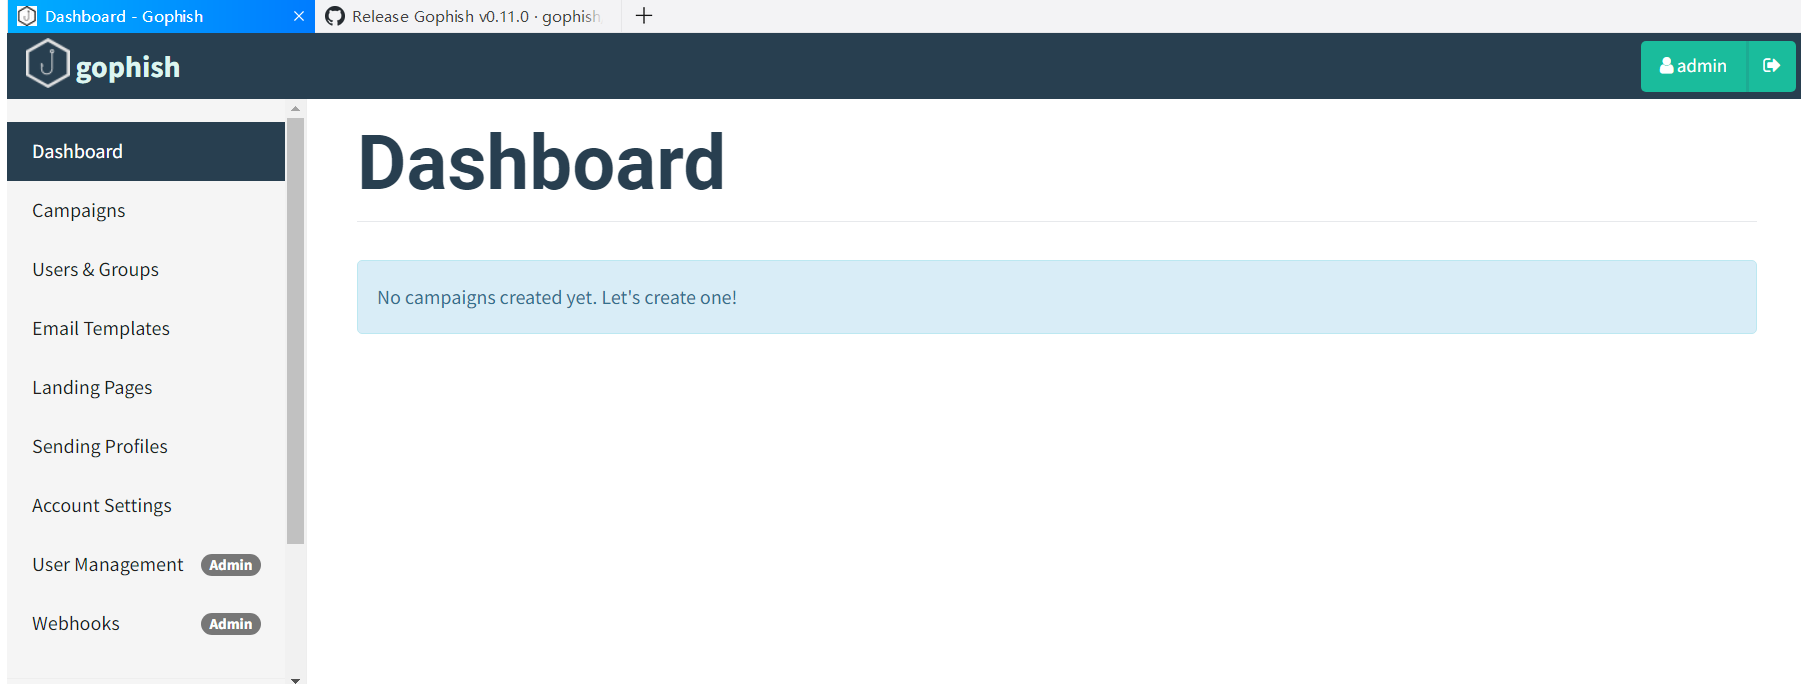 Dashboard - Gophish
Release Gophish v0.11.0 · gophish
gophish
admin
Dashboard
Campaigns
Users & Groups
Email Templates
Landing Pages
Sending Profiles
Account Settings
User Management Admin
Webhooks Admin
Dashboard
No campaigns created yet. Let's create one!